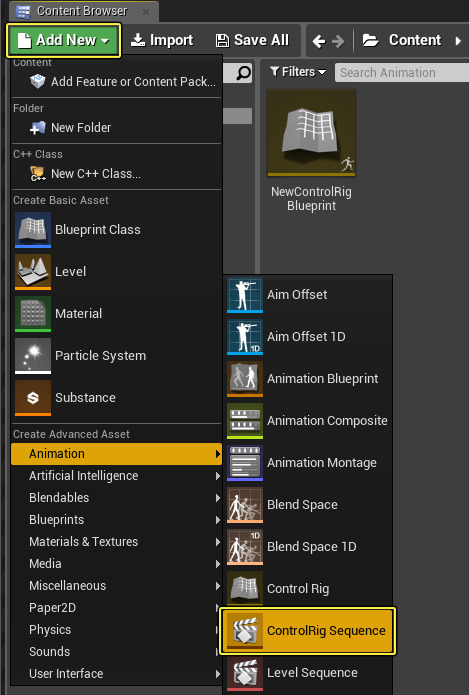 Content Browser
Add New
Import
Save All
Content
Content
Add Feature or Content Pack...
Folder
New Folder
C++ Class
C++
New C++ Class...
Create Basic Asset
Blueprint Class
Level
Material
Particle System
Substance
Create Advanced Asset
Animation
Artificial Intelligence
Blendables
Blueprints
Materials & Textures
Media
Miscellaneous
Paper2D
Physics
Sounds
User Interface
Filters
Search Animation
NewControlRig
Blueprint
Aim Offset
1D
Aim Offset 1D
Animation Blueprint
Animation Composite
Animation Montage
Blend Space
1D
Blend Space 1D
Control Rig
ControlRig Sequence
Level Sequence